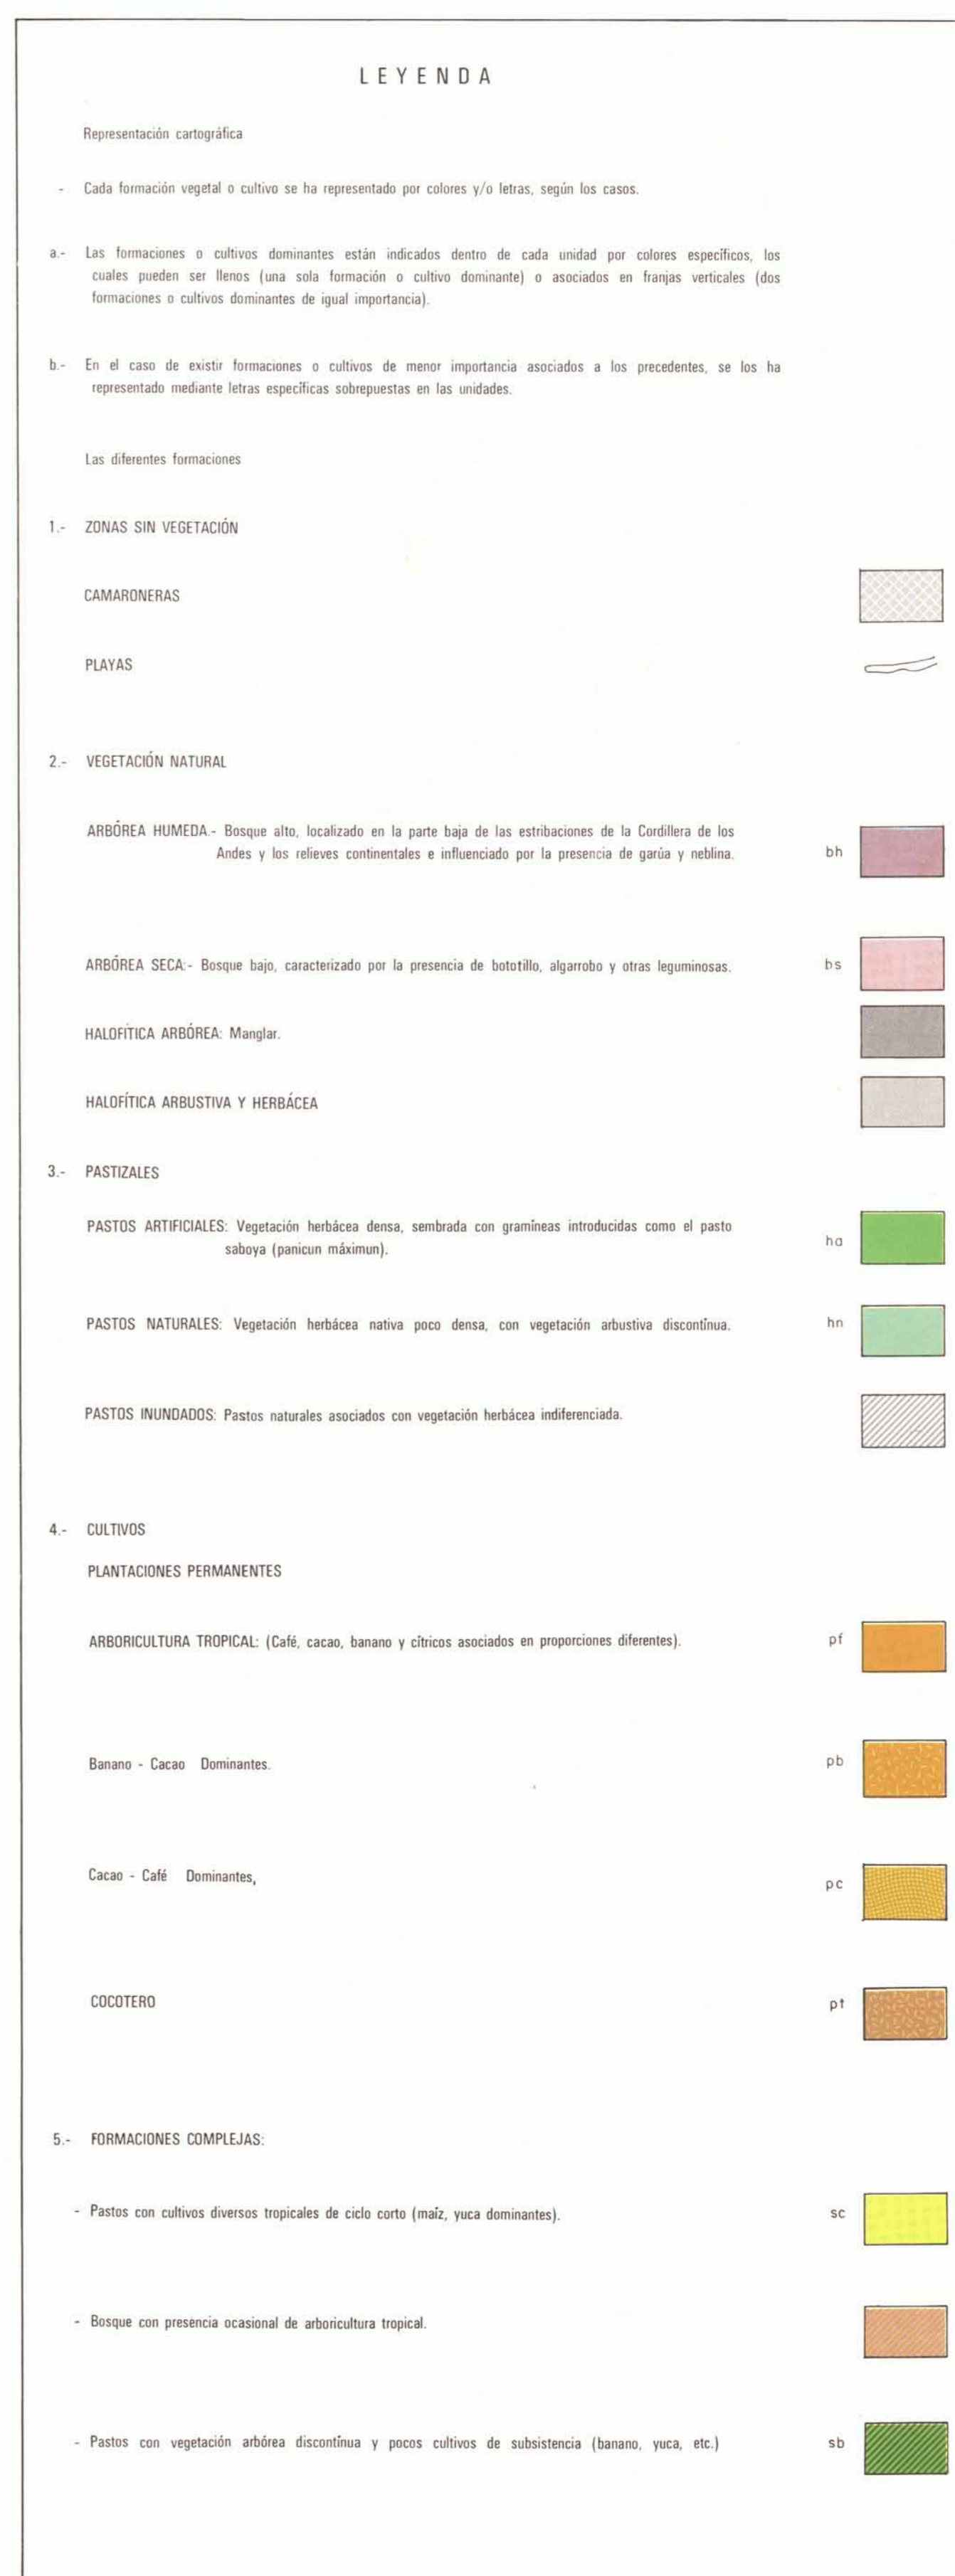 LEYENDA
Representación cartográfica
- Cada formación vegetal o cultivo se ha representado por colores y/o letras, según los casos.
a.- Las formaciones o cultivos dominantes están indicados dentro de cada unidad por colores específicos, los
cuales pueden ser llenos (una sola formación o cultivo dominante) o asociados en franjas verticales (dos
formaciones o cultivos dominantes de igual importancia).
b.- En el caso de existir formaciones o cultivos de menor importancia asociados a los precedentes, se los ha
representado mediante letras específicas sobrepuestas en las unidades.
Las diferentes formaciones
1.- ZONAS SIN VEGETACIÓN
CAMARONERAS
PLAYAS
2.- VEGETACIÓN NATURAL
ARBÓREA HUMEDA.- Bosque alto, localizado en la parte baja de las estribaciones de la Cordillera de los
Andes y los relieves continentales e influenciado por la presencia de garúa y neblina. bh
ARBÓREA SECA:- Bosque bajo, caracterizado por la presencia de bototillo, algarrobo y otras leguminosas. bs
HALOFÍTICA ARBÓREA: Manglar.
HALOFÍTICA ARBUSTIVA Y HERBÁCEA
3.- PASTIZALES
PASTOS ARTIFICIALES: Vegetación herbácea densa, sembrada con gramíneas introducidas como el pasto
saboya (panicun máximun). ha
PASTOS NATURALES: Vegetación herbácea nativa poco densa, con vegetación arbustiva discontínua. hn
PASTOS INUNDADOS: Pastos naturales asociados con vegetación herbácea indiferenciada.
4.- CULTIVOS
PLANTACIONES PERMANENTES
ARBORICULTURA TROPICAL: (Café, cacao, banano y cítricos asociados en proporciones diferentes). pf
Banano - Cacao Dominantes. pb
Cacao - Café Dominantes, pc
COCOTERO pt
5.- FORMACIONES COMPLEJAS:
- Pastos con cultivos diversos tropicales de ciclo corto (maíz, yuca dominantes). sc
- Bosque con presencia ocasional de arboricultura tropical.
- Pastos con vegetación arbórea discontínua y pocos cultivos de subsistencia (banano, yuca, etc.) sb